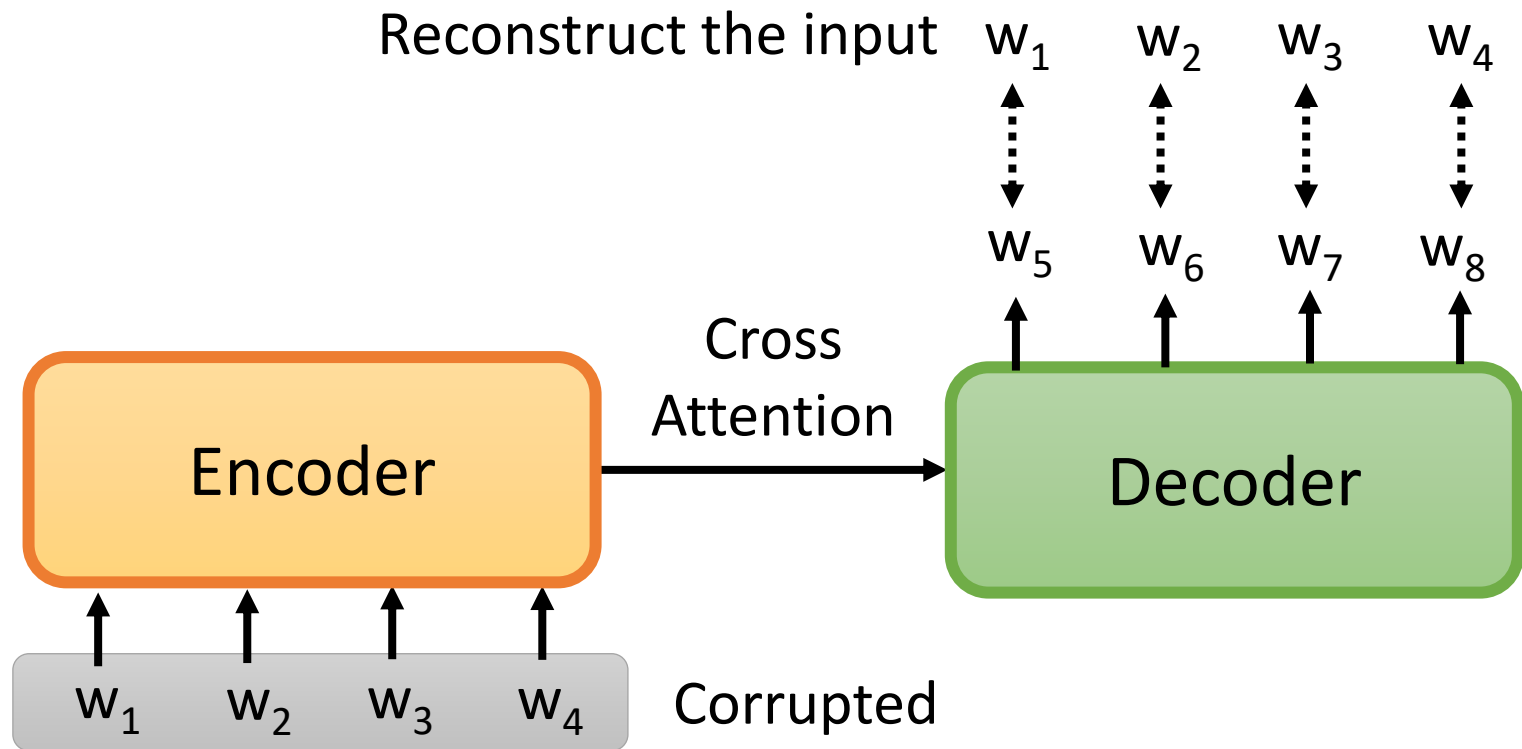 Reconstruct the input w1 w2 w3 w4
w5 w6 w7 w8
Cross
Attention
Encoder
Decoder
w1 w2 w3 w4 Corrupted